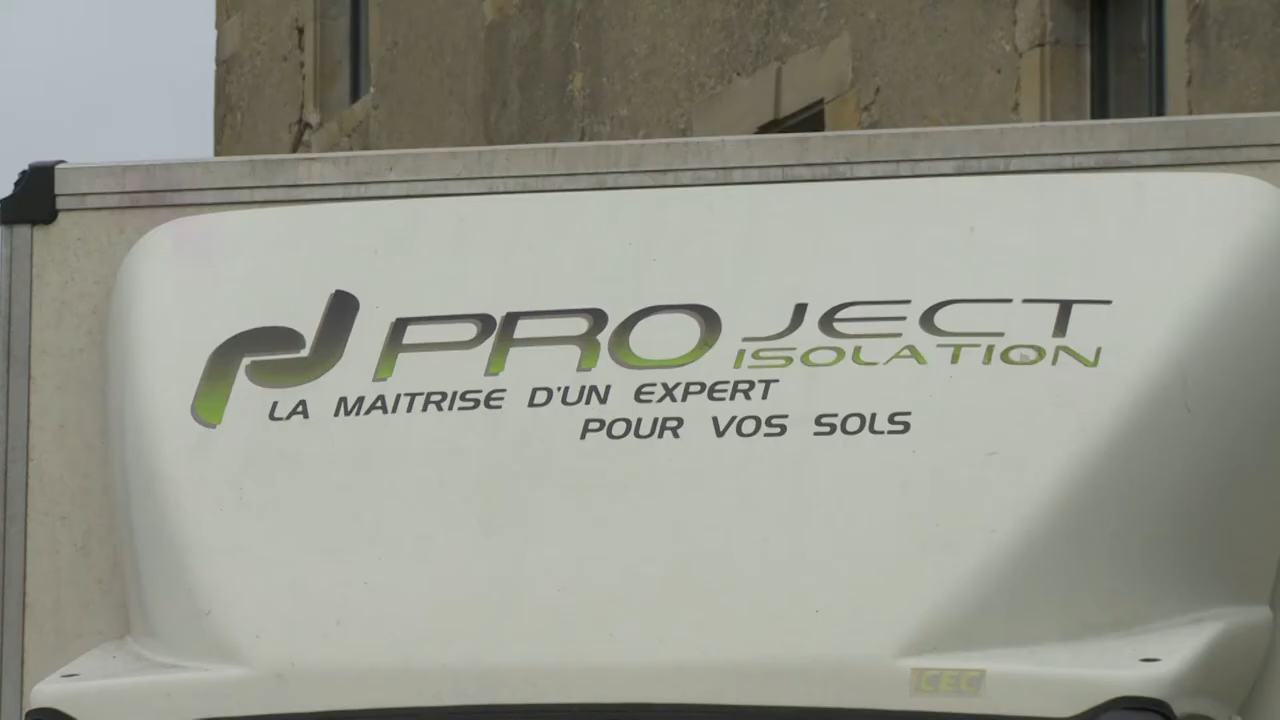 PROJECT
ISOLATION
LA MAITRISE D'UN EXPERT
POUR VOS SOLS
CEC